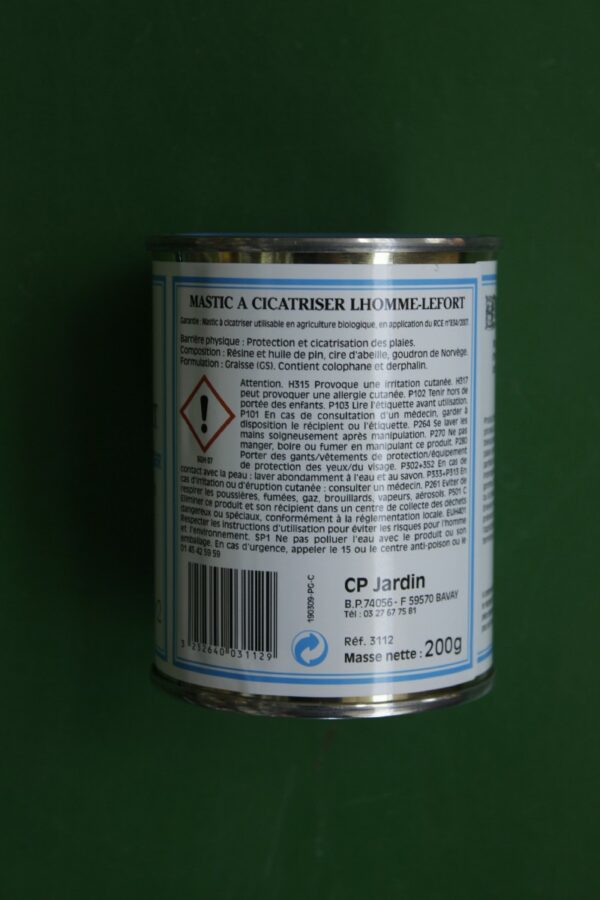 MASTIC A CICATRISER LHOMME-LEFORT
Garantie : Mastic à cicatriser utilisable en agriculture biologique, en application du RCE n°834/2007.
Barrière physique : Protection et cicatrisation des plaies.
Composition : Résine et huile de pin, cire d'abeille, goudron de Norvège.
Formulation : Graisse (GS). Contient colophane et derphalin.
Attention. H315 Provoque une irritation cutanée. H317
peut provoquer une allergie cutanée. P102 Tenir hors de
portée des enfants. P103 Lire l'étiquette avant utilisation.
P101 En cas de consultation d'un médecin, garder à
disposition le récipient ou l'étiquette. P264 Se laver les
mains soigneusement après manipulation. P270 Ne pas
manger, boire ou fumer en manipulant ce produit. P280
Porter des gants/vêtements de protection/équipement
de protection des yeux/du visage. P302+352 En cas de
SGH 07
contact avec la peau : laver abondamment à l'eau et au savon. P333+P313 En
cas d'irritation ou d'éruption cutanée : consulter un médecin. P261 Eviter de
respirer les poussières, fumées, gaz, brouillards, vapeurs, aérosols. P501 C
Eliminer ce produit et son récipient dans un centre de collecte des déchets
dangereux ou spéciaux, conformément à la réglementation locale. EUH401
Respecter les instructions d'utilisation pour éviter les risques pour l'homme
et l'environnement. SP1 Ne pas polluer l'eau avec le produit ou son
emballage. En cas d'urgence, appeler le 15 ou le centre anti-poison ou le
01 45 42 59 59
190309-PG-C
CP Jardin
B.P.74056 - F 59570 BAVAY
Tél : 03 27 67 75 81
Réf. 3112
Masse nette : 200g
3 252640 031129